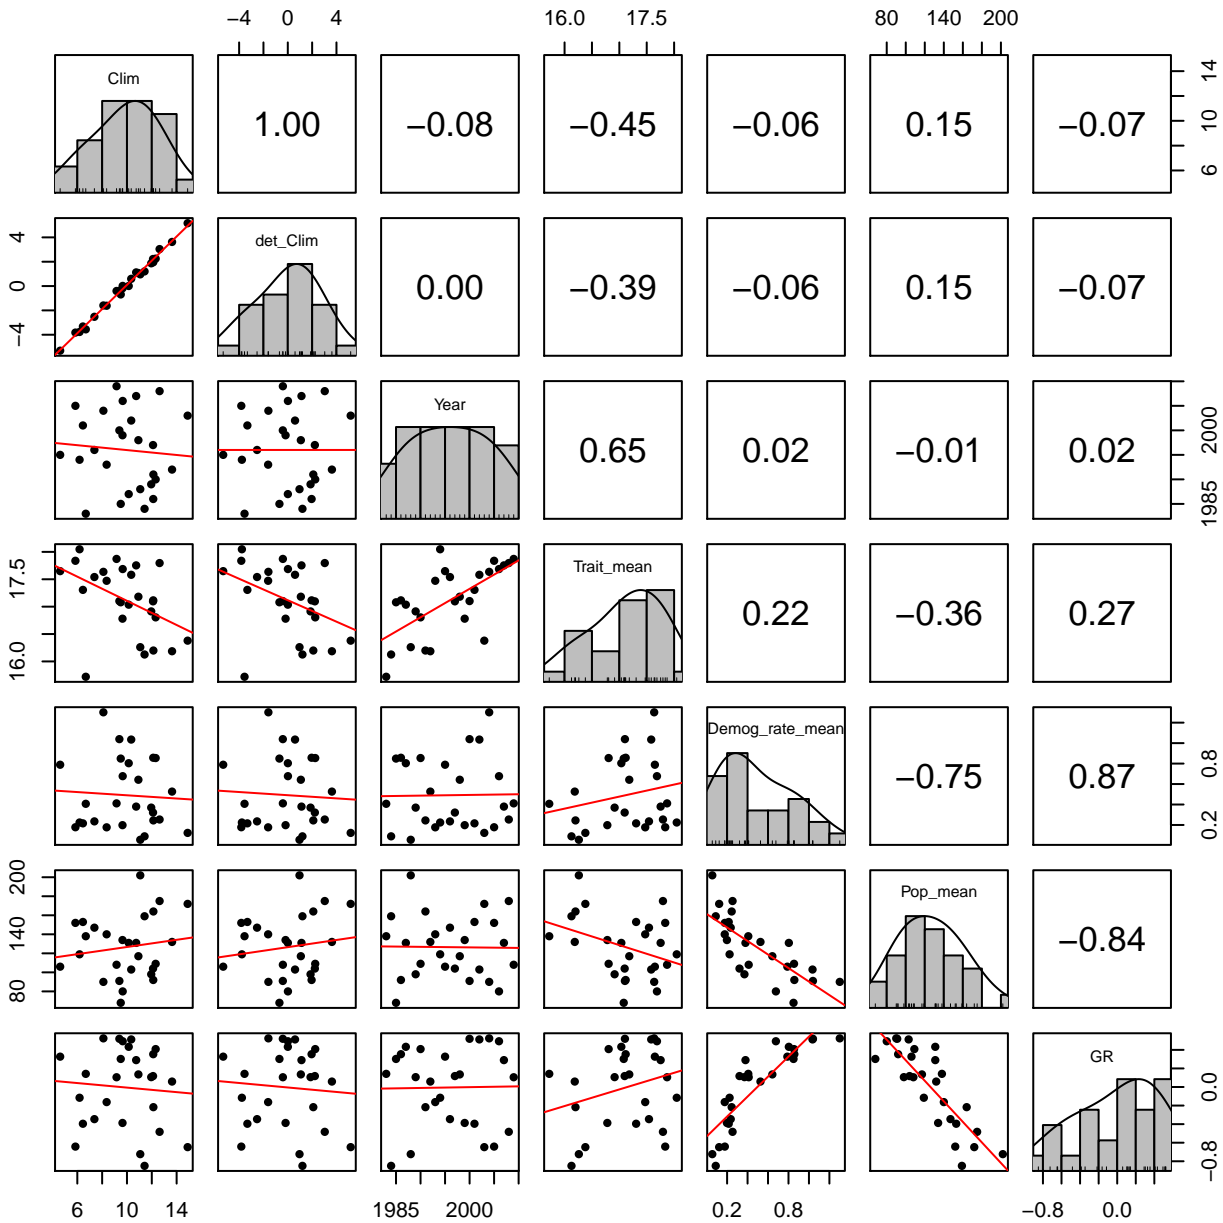 −4 0 4 16.0 17.5 80 140 200
Clim 1.00 −0.08 −0.45 −0.06 0.15 −0.07 6 10 14
−4 0 4 det_Clim 0.00 −0.39 −0.06 0.15 −0.07
Year 0.65 0.02 −0.01 0.02 1985 2000
16.0 17.5 Trait_mean 0.22 −0.36 0.27
Demog_rate_mean −0.75 0.87 0.2 0.8
80 140 200 Pop_mean −0.84
GR −0.8 0.0
6 10 14 1985 2000 0.2 0.8 −0.8 0.0